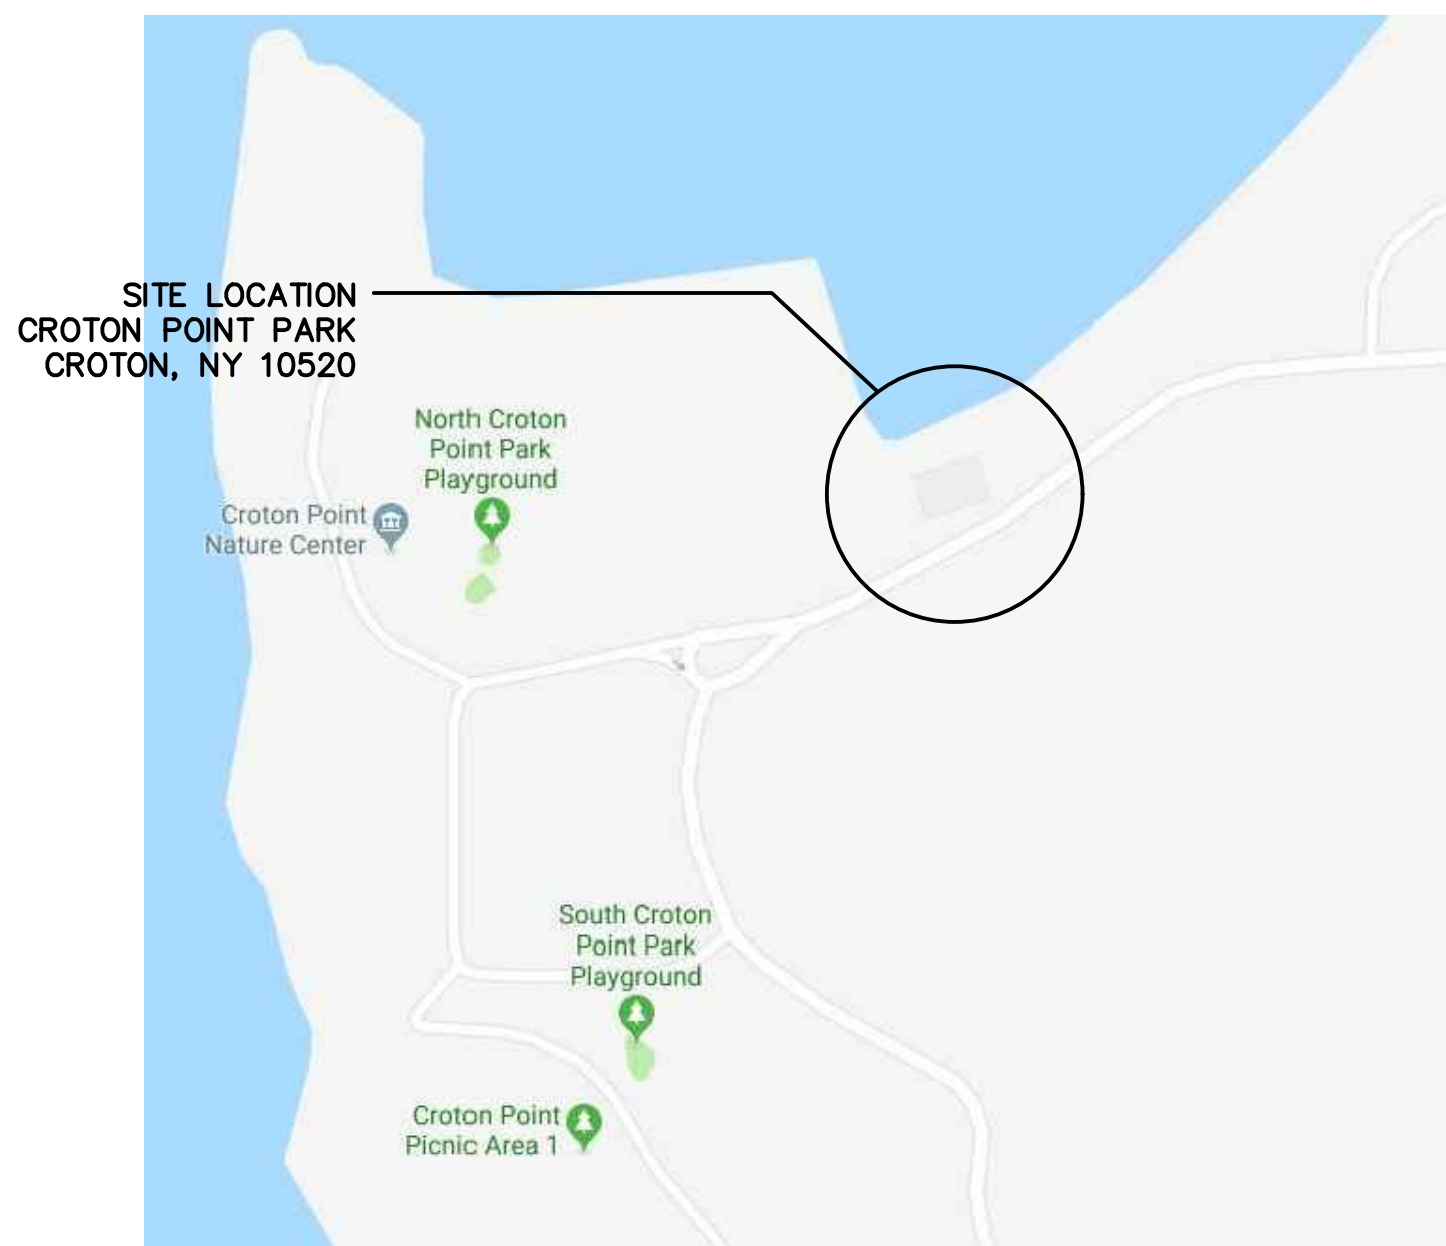 SITE LOCATION
CROTON POINT PARK
CROTON, NY 10520
North Croton
Point Park
Playground
Croton Point
Nature Center
South Croton
Point Park
Playground
Croton Point
Picnic Area 1